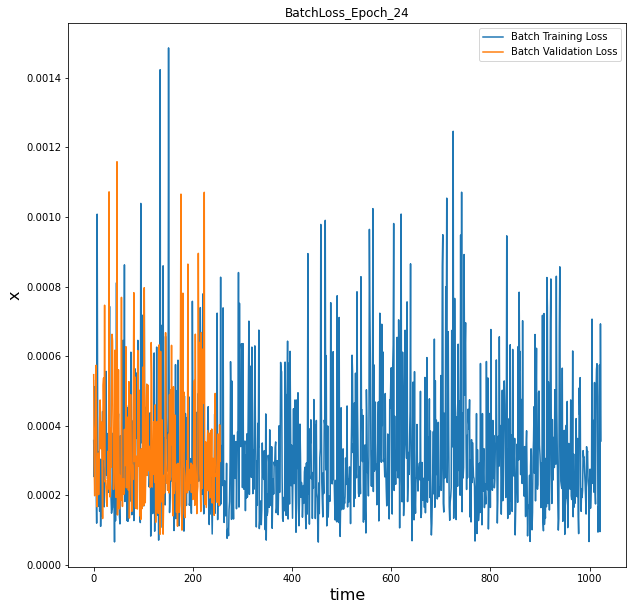 BatchLoss_Epoch_24
Batch Training Loss
Batch Validation Loss
0.0014
0.0012
0.0010
0.0008
0.0006
0.0004
0.0002
0.0000
x
0 200 400 600 800 1000
time